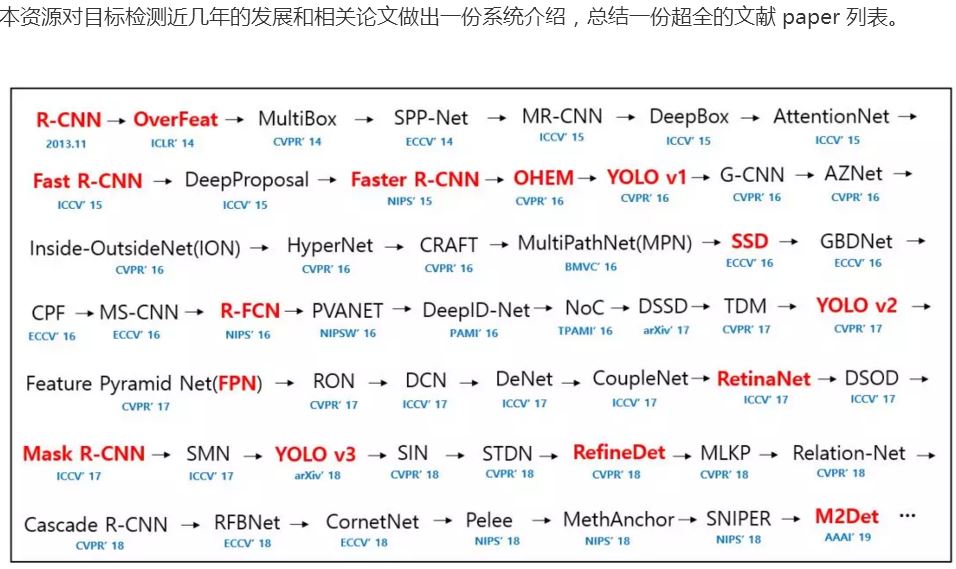 本资源对目标检测近几年的发展和相关论文做出一份系统介绍，总结一份超全的文献 paper 列表。
R-CNN → OverFeat → MultiBox → SPP-Net → MR-CNN → DeepBox → AttentionNet →
2013.11 ICLR' 14 CVPR' 14 ECCV' 14 ICCV' 15 ICCV' 15 ICCV' 15
Fast R-CNN → DeepProposal → Faster R-CNN → OHEM → YOLO v1 → G-CNN → AZNet →
ICCV' 15 ICCV' 15 NIPS' 15 CVPR' 16 CVPR' 16 CVPR' 16 CVPR' 16
Inside-OutsideNet(ION) → HyperNet → CRAFT → MultiPathNet(MPN) → SSD → GBDNet →
CVPR' 16 CVPR' 16 CVPR' 16 BMVC' 16 ECCV' 16 ECCV' 16
CPF → MS-CNN → R-FCN → PVANET → DeepID-Net → NoC → DSSD → TDM → YOLO v2 →
ECCV' 16 ECCV' 16 NIPS' 16 NIPSW' 16 PAMI' 16 TPAMI' 16 arXiv' 17 CVPR' 17 CVPR' 17
Feature Pyramid Net(FPN) → RON → DCN → DeNet → CoupleNet → RetinaNet → DSOD →
CVPR' 17 CVPR' 17 ICCV' 17 ICCV' 17 ICCV' 17 ICCV' 17 ICCV' 17
Mask R-CNN → SMN → YOLO v3 → SIN → STDN → RefineDet → MLKP → Relation-Net →
ICCV' 17 ICCV' 17 arXiv' 18 CVPR' 18 CVPR' 18 CVPR' 18 CVPR' 18 CVPR' 18
Cascade R-CNN → RFBNet → CornetNet → Pelee → MethAnchor → SNIPER → M2Det ···
CVPR' 18 ECCV' 18 ECCV' 18 NIPS' 18 NIPS' 18 NIPS' 18 AAAI' 19